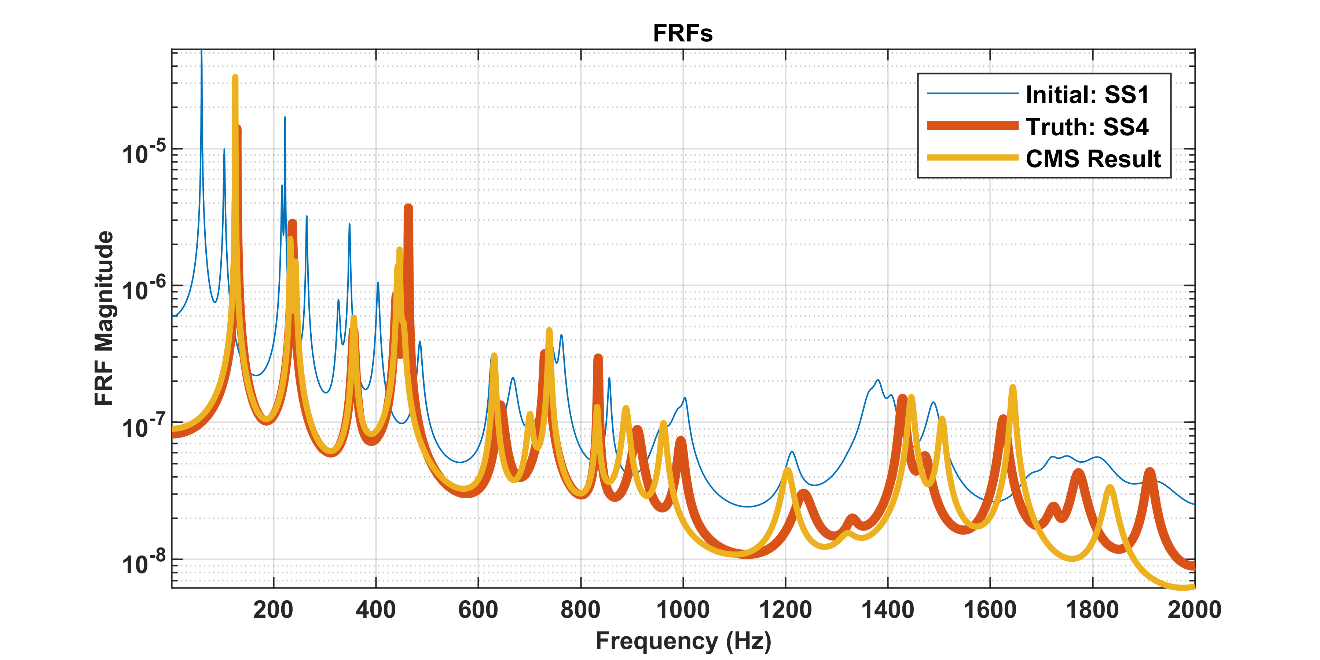 FRFs
Initial: SS1
Truth: SS4
CMS Result
10-5
10-6
10-7
10-8
FRF Magnitude
200 400 600 800 1000 1200 1400 1600 1800 2000
Frequency (Hz)